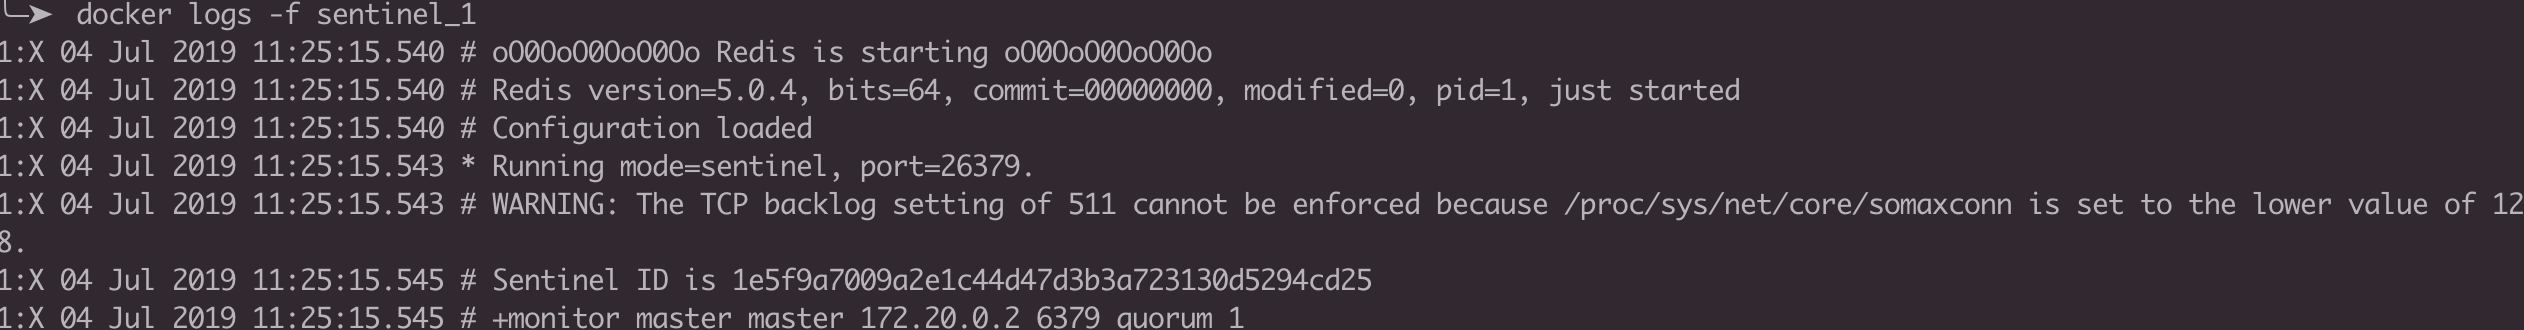 ╰─➤ docker logs -f sentinel_1
1:X 04 Jul 2019 11:25:15.540 # oO0OoO0OoO0Oo Redis is starting oO0OoO0OoO0Oo
1:X 04 Jul 2019 11:25:15.540 # Redis version=5.0.4, bits=64, commit=00000000, modified=0, pid=1, just started
1:X 04 Jul 2019 11:25:15.540 # Configuration loaded
1:X 04 Jul 2019 11:25:15.543 * Running mode=sentinel, port=26379.
1:X 04 Jul 2019 11:25:15.543 # WARNING: The TCP backlog setting of 511 cannot be enforced because /proc/sys/net/core/somaxconn is set to the lower value of 12
8.
1:X 04 Jul 2019 11:25:15.545 # Sentinel ID is 1e5f9a7009a2e1c44d47d3b3a723130d5294cd25
1:X 04 Jul 2019 11:25:15.545 # +monitor master master 172.20.0.2 6379 quorum 1